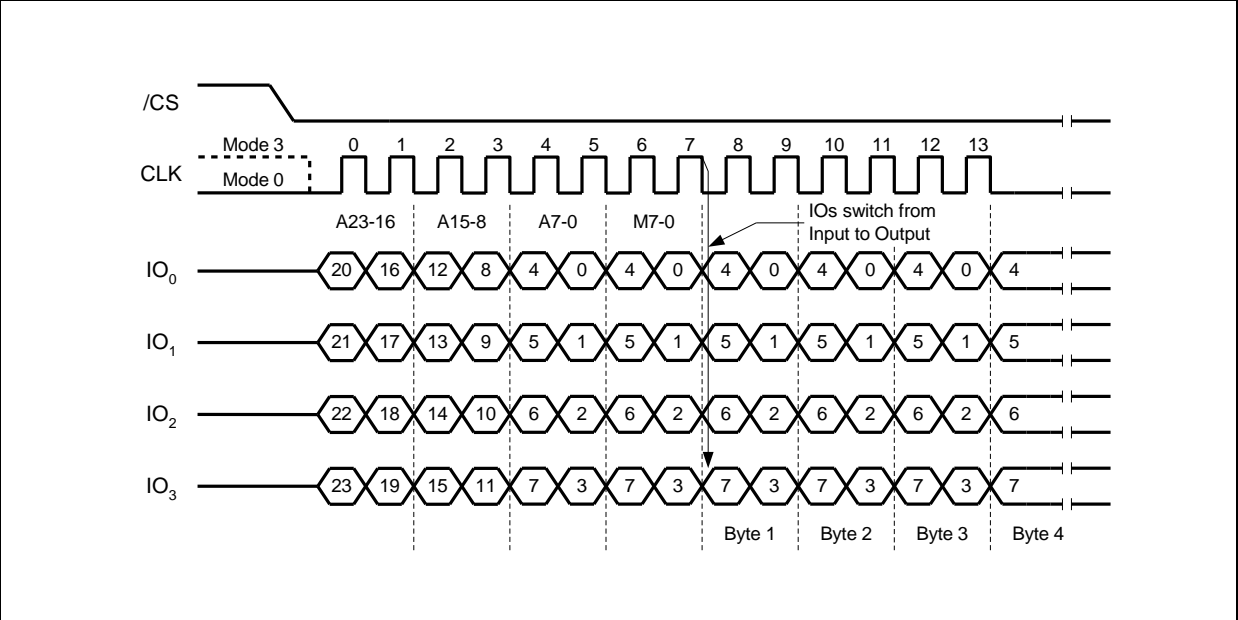 /CS
Mode 3
0 1 2 3 4 5 6 7 8 9 10 11 12 13
CLK
Mode 0
A23-16 A15-8 A7-0 M7-0
IOs switch from
Input to Output
IO0 20 16 12 8 4 0 4 0 4 0 4 0 4 0 4
IO1 21 17 13 9 5 1 5 1 5 1 5 1 5 1 5
IO2 22 18 14 10 6 2 6 2 6 2 6 2 6 2 6
IO3 23 19 15 11 7 3 7 3 7 3 7 3 7 3 7
Byte 1 Byte 2 Byte 3 Byte 4